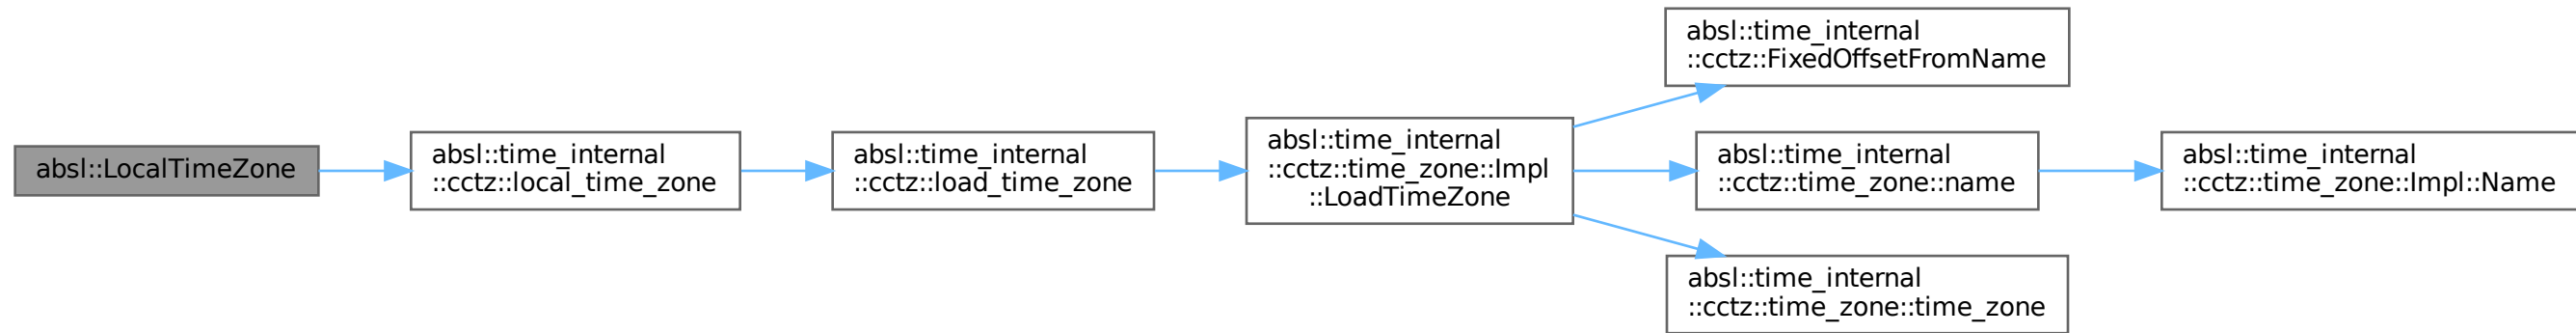 absl::LocalTimeZone
absl::time_internal
::cctz::local_time_zone
absl::time_internal
::cctz::load_time_zone
absl::time_internal
::cctz::time_zone::Impl
::LoadTimeZone
absl::time_internal
::cctz::FixedOffsetFromName
absl::time_internal
::cctz::time_zone::name
absl::time_internal
::cctz::time_zone::Impl::Name
absl::time_internal
::cctz::time_zone::time_zone